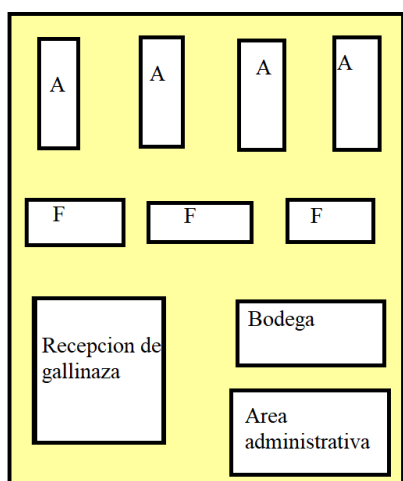 A
A
A
A
F
F
F
Recepcion de
gallinaza
Bodega
Area
administrativa